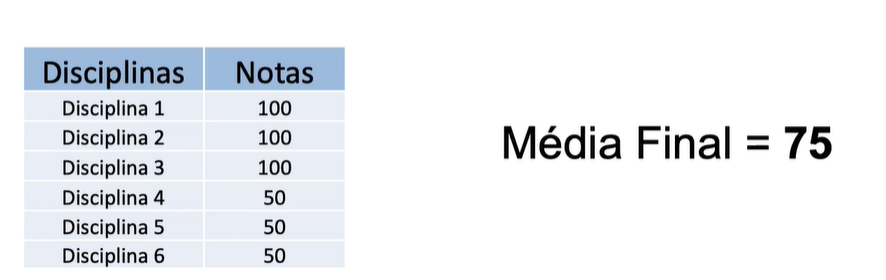 Disciplinas Notas
Disciplina 1 100
Disciplina 2 100
Disciplina 3 100
Disciplina 4 50
Disciplina 5 50
Disciplina 6 50
Média Final = 75